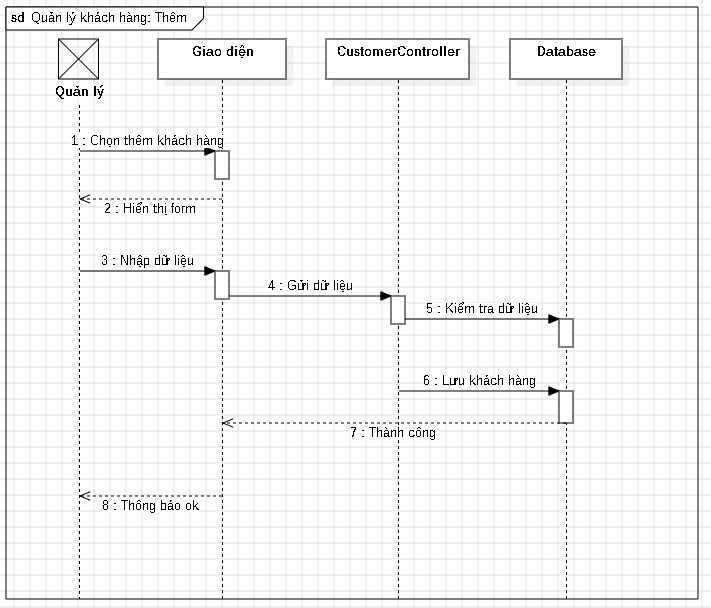 sd Quản lý khách hàng: Thêm
Giao diện
CustomerController
Database
Quản lý
1 : Chọn thêm khách hàng
2 : Hiển thị form
3 : Nhập dữ liệu
4 : Gửi dữ liệu
5 : Kiểm tra dữ liệu
6 : Lưu khách hàng
7 : Thành công
8 : Thông báo ok